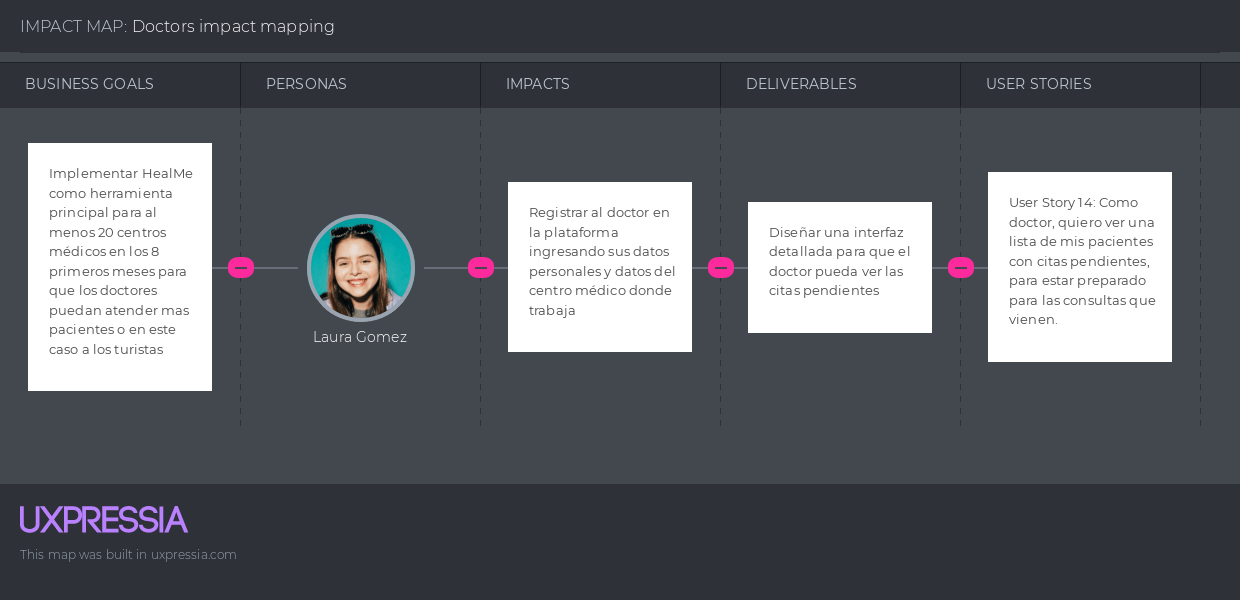 IMPACT MAP: Doctors impact mapping
BUSINESS GOALS
PERSONAS
IMPACTS
DELIVERABLES
USER STORIES
Implementar HealMe
como herramienta
principal para al
menos 20 centros
médicos en los 8
primeros meses para
que los doctores
puedan atender mas
pacientes o en este
caso a los turistas
Laura Gomez
Registrar al doctor en
la plataforma
ingresando sus datos
personales y datos del
centro médico donde
trabaja
Diseñar una interfaz
detallada para que el
doctor pueda ver las
citas pendientes
User Story 14: Como
doctor, quiero ver una
lista de mis pacientes
con citas pendientes,
para estar preparado
para las consultas que
vienen.
UXPRESSIA
This map was built in uxpressia.com